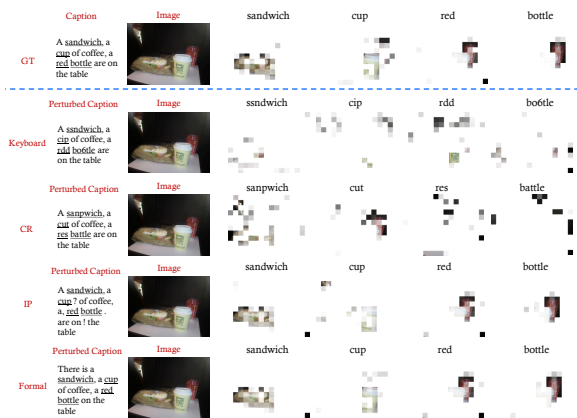 Caption Image sandwich cup red bottle
GT
A sandwich, a
cup of coffee, a
red bottle are on
the table
Perturbed Caption Image ssndwich cip rdd bo6tle
Keyboard
A ssndwich, a
cip of coffee, a
rdd bo6tle are
on the table
Perturbed Caption Image sanpwich cut res battle
CR
A sanpwich, a
cut of coffee, a
res battle are on
the table
Perturbed Caption Image sandwich cup red bottle
IP
A sandwich, a
cup ? of coffee,
a, red bottle .
are on ! the
table
Perturbed Caption Image sandwich cup red bottle
Formal
There is a
sandwich, a cup
of coffee, a red
bottle on the
table